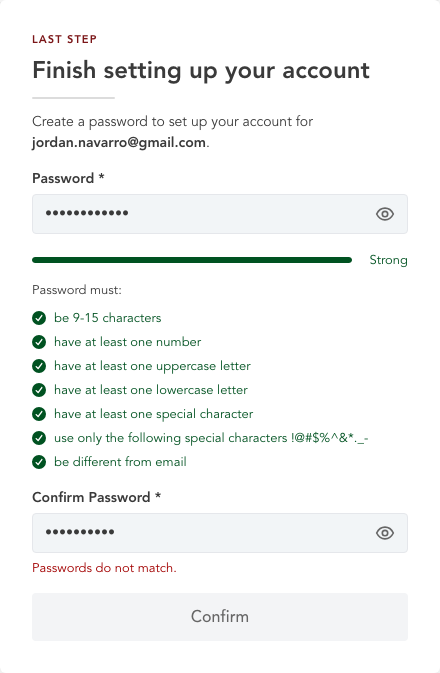 LAST STEP
Finish setting up your account
Create a password to set up your account for
jordan.navarro@gmail.com.
Password *
••••••••••••
Strong
Password must:
be 9-15 characters
have at least one number
have at least one uppercase letter
have at least one lowercase letter
have at least one special character
use only the following special characters !@#$%^&*._-
be different from email
Confirm Password *
••••••••••
Passwords do not match.
Confirm